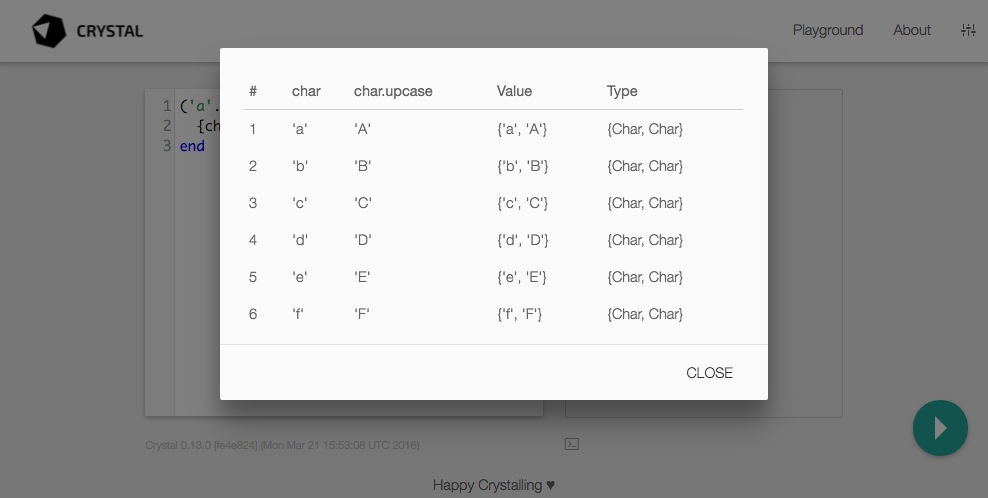 CRYSTAL
Playground About
# char char.upcase Value Type
1 'a' 'A' {'a', 'A'} {Char, Char}
2 'b' 'B' {'b', 'B'} {Char, Char}
3 'c' 'C' {'c', 'C'} {Char, Char}
4 'd' 'D' {'d', 'D'} {Char, Char}
5 'e' 'E' {'e', 'E'} {Char, Char}
6 'f' 'F' {'f', 'F'} {Char, Char}
CLOSE
1 ('a'.
2 {ch
3 end
Crystal 0.13.0 [fe4e824] (Mon Mar 21 15:53:08 UTC 2016)
Happy Crystalling ♥